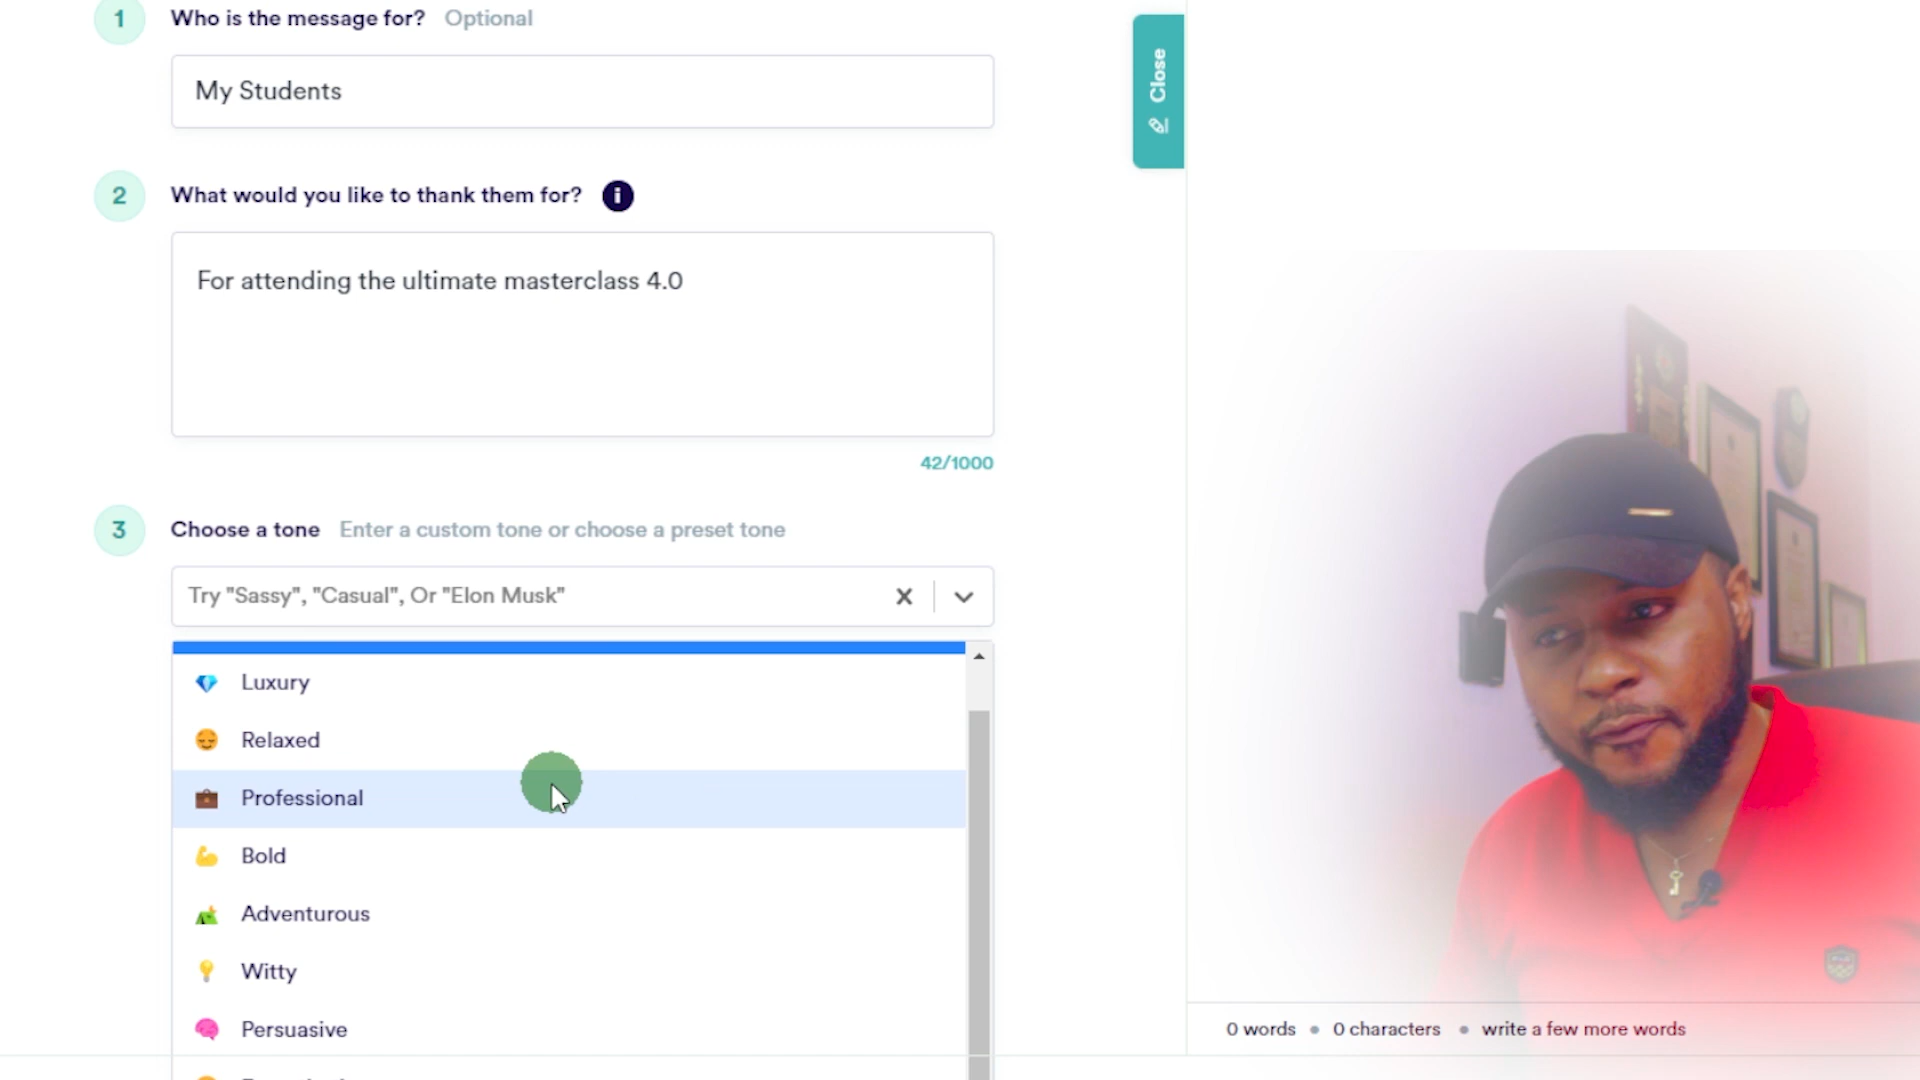 1 Who is the message for? Optional
My Students
Close
2 What would you like to thank them for? i
For attending the ultimate masterclass 4.0
42/1000
3 Choose a tone Enter a custom tone or choose a preset tone
Try "Sassy", "Casual", Or "Elon Musk"
Luxury
Relaxed
Professional
Bold
Adventurous
Witty
Persuasive
0 words • 0 characters • write a few more words